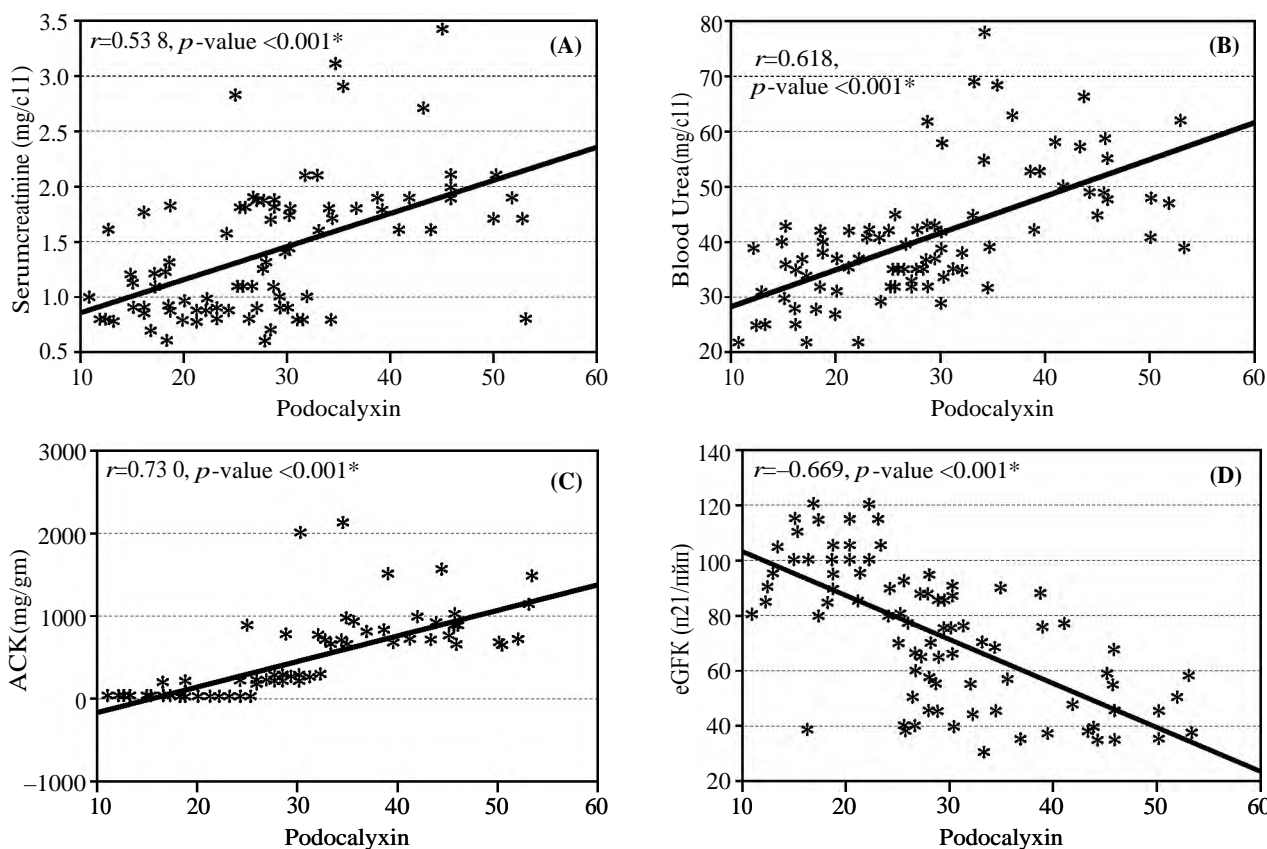 3.5
r=0.53 8, p-value <0.001*
(A)
3.0
2.5
2.0
1.5
1.0
0.5
Serumcreatinine (mg/c11)
10 20 30 40 50 60
Podocalyxin
80
(B)
r=0.618,
p-value <0.001*
70
60
50
40
30
20
Blood Urea(mg/c11)
10 20 30 40 50 60
Podocalyxin
3000
r=0.73 0, p-value <0.001*
(C)
2000
1000
0
–1000
ACK(mg/gm)
10 20 30 40 50 60
Podocalyxin
140
r=–0.669, p-value <0.001*
(D)
120
100
80
60
40
20
eGFK (п21/пйип)
10 20 30 40 50 60
Podocalyxin